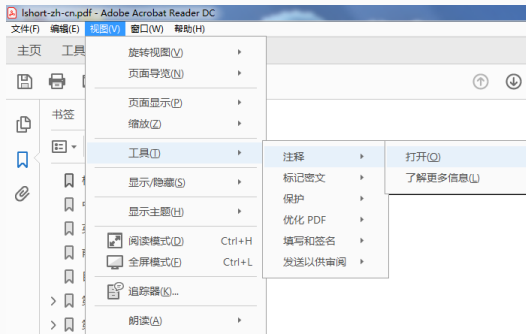 lshort-zh-cn.pdf - Adobe Acrobat Reader DC
文件(F) 编辑(E) 视图(V) 窗口(W) 帮助(H)
主页 工具
旋转视图(V)
页面导览(N)
页面显示(P)
书签
缩放(Z)
工具(T)
注释
打开(O)
显示/隐藏(S)
标记密文
了解更多信息(L)
保护
显示主题(H)
优化 PDF
阅读模式(D) Ctrl+H
填写和签名
全屏模式(F) Ctrl+L
发送以供审阅
追踪器(K)...
朗读(A)